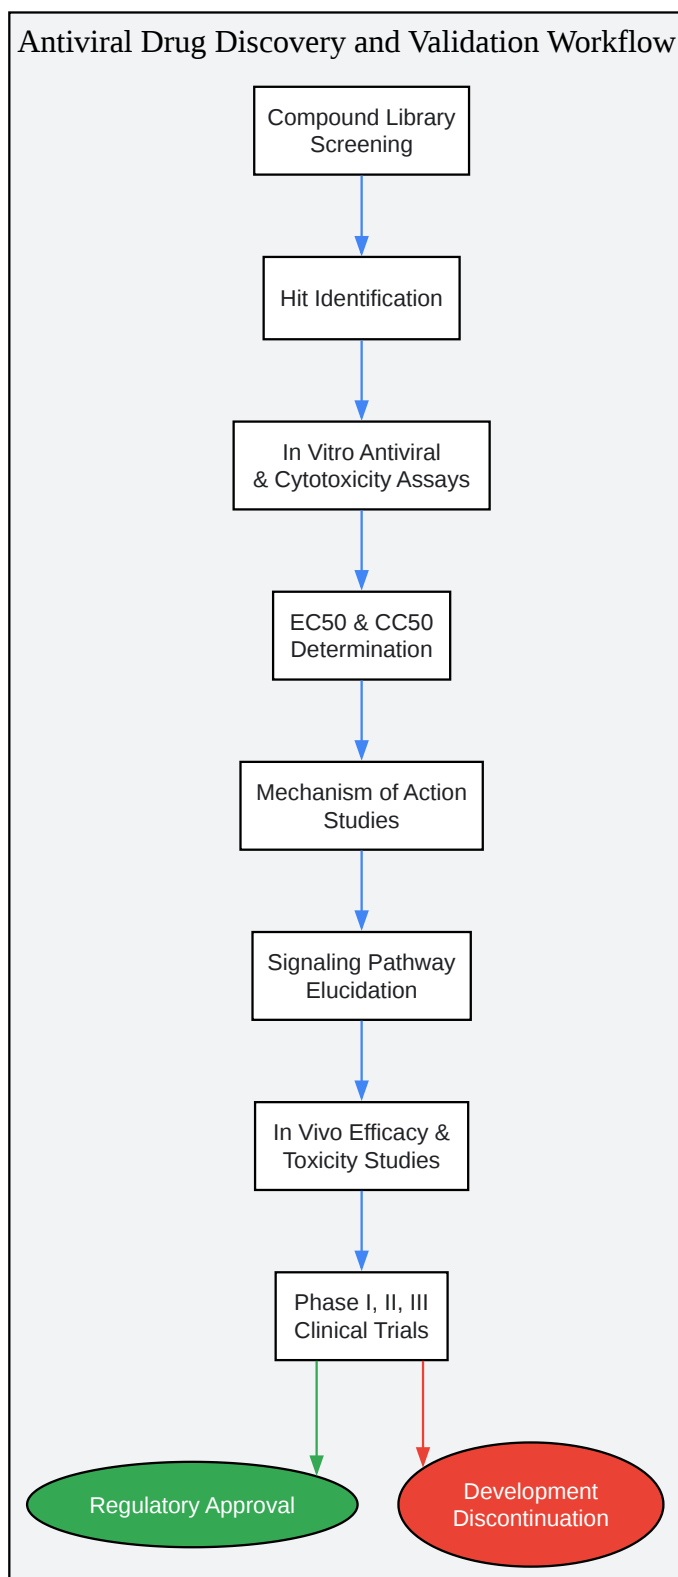 Antiviral Drug Discovery and Validation Workflow
Compound Library
Screening
Hit Identification
In Vitro Antiviral
& Cytotoxicity Assays
EC50 & CC50
Determination
Mechanism of Action
Studies
Signaling Pathway
Elucidation
In Vivo Efficacy &
Toxicity Studies
Phase I, II, III
Clinical Trials
Regulatory Approval
Development
Discontinuation